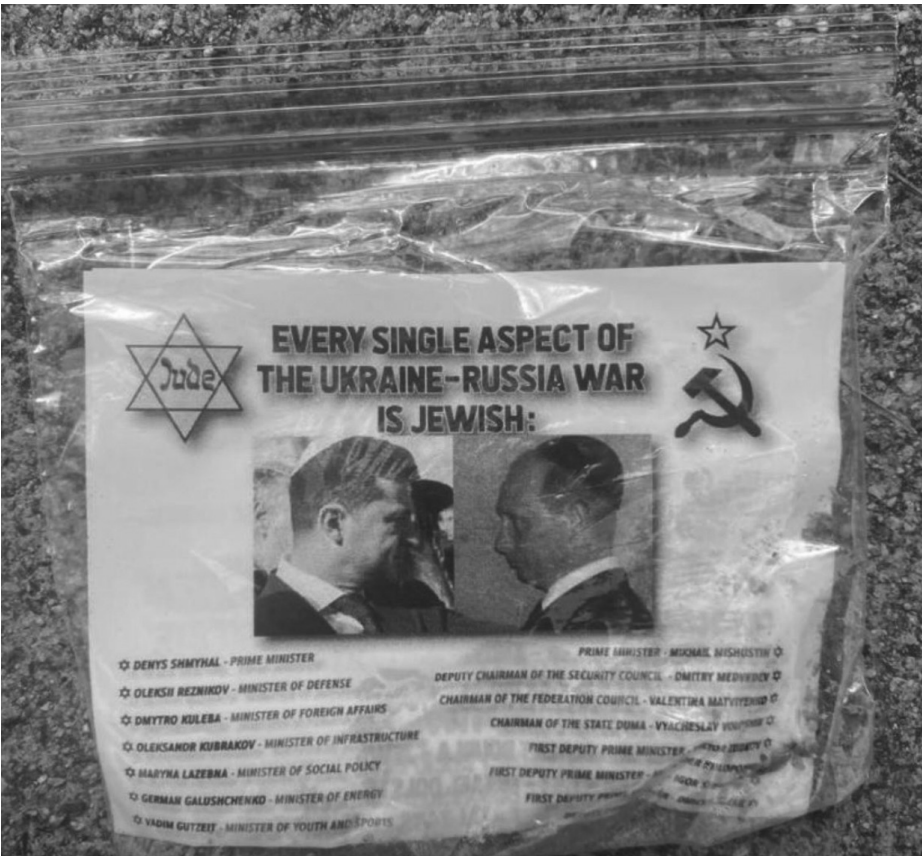 Jude
EVERY SINGLE ASPECT OF
THE UKRAINE-RUSSIA WAR
IS JEWISH:
DENYS SHMYHAL - PRIME MINISTER
OLEKSII REZNIKOV - MINISTER OF DEFENSE
DMYTRO KULEBA - MINISTER OF FOREIGN AFFAIRS
OLEKSANDR KUBRAKOV - MINISTER OF INFRASTRUCTURE
MARYNA LAZEBNA - MINISTER OF SOCIAL POLICY
GERMAN GALUSHCHENKO - MINISTER OF ENERGY
VADIM GUTZEIT - MINISTER OF YOUTH AND SPORTS
PRIME MINISTER - MIKHAIL MISHUSTIN
DEPUTY CHAIRMAN OF THE SECURITY COUNCIL - DMITRY MEDVEDEV
CHAIRMAN OF THE FEDERATION COUNCIL - VALENTINA MATVIYENKO
CHAIRMAN OF THE STATE DUMA - VYACHESLAV
FIRST DEPUTY PRIME MINISTER -
FIRST DEPUTY PRIME MINISTER -
IGOR
FIRST DEPUTY